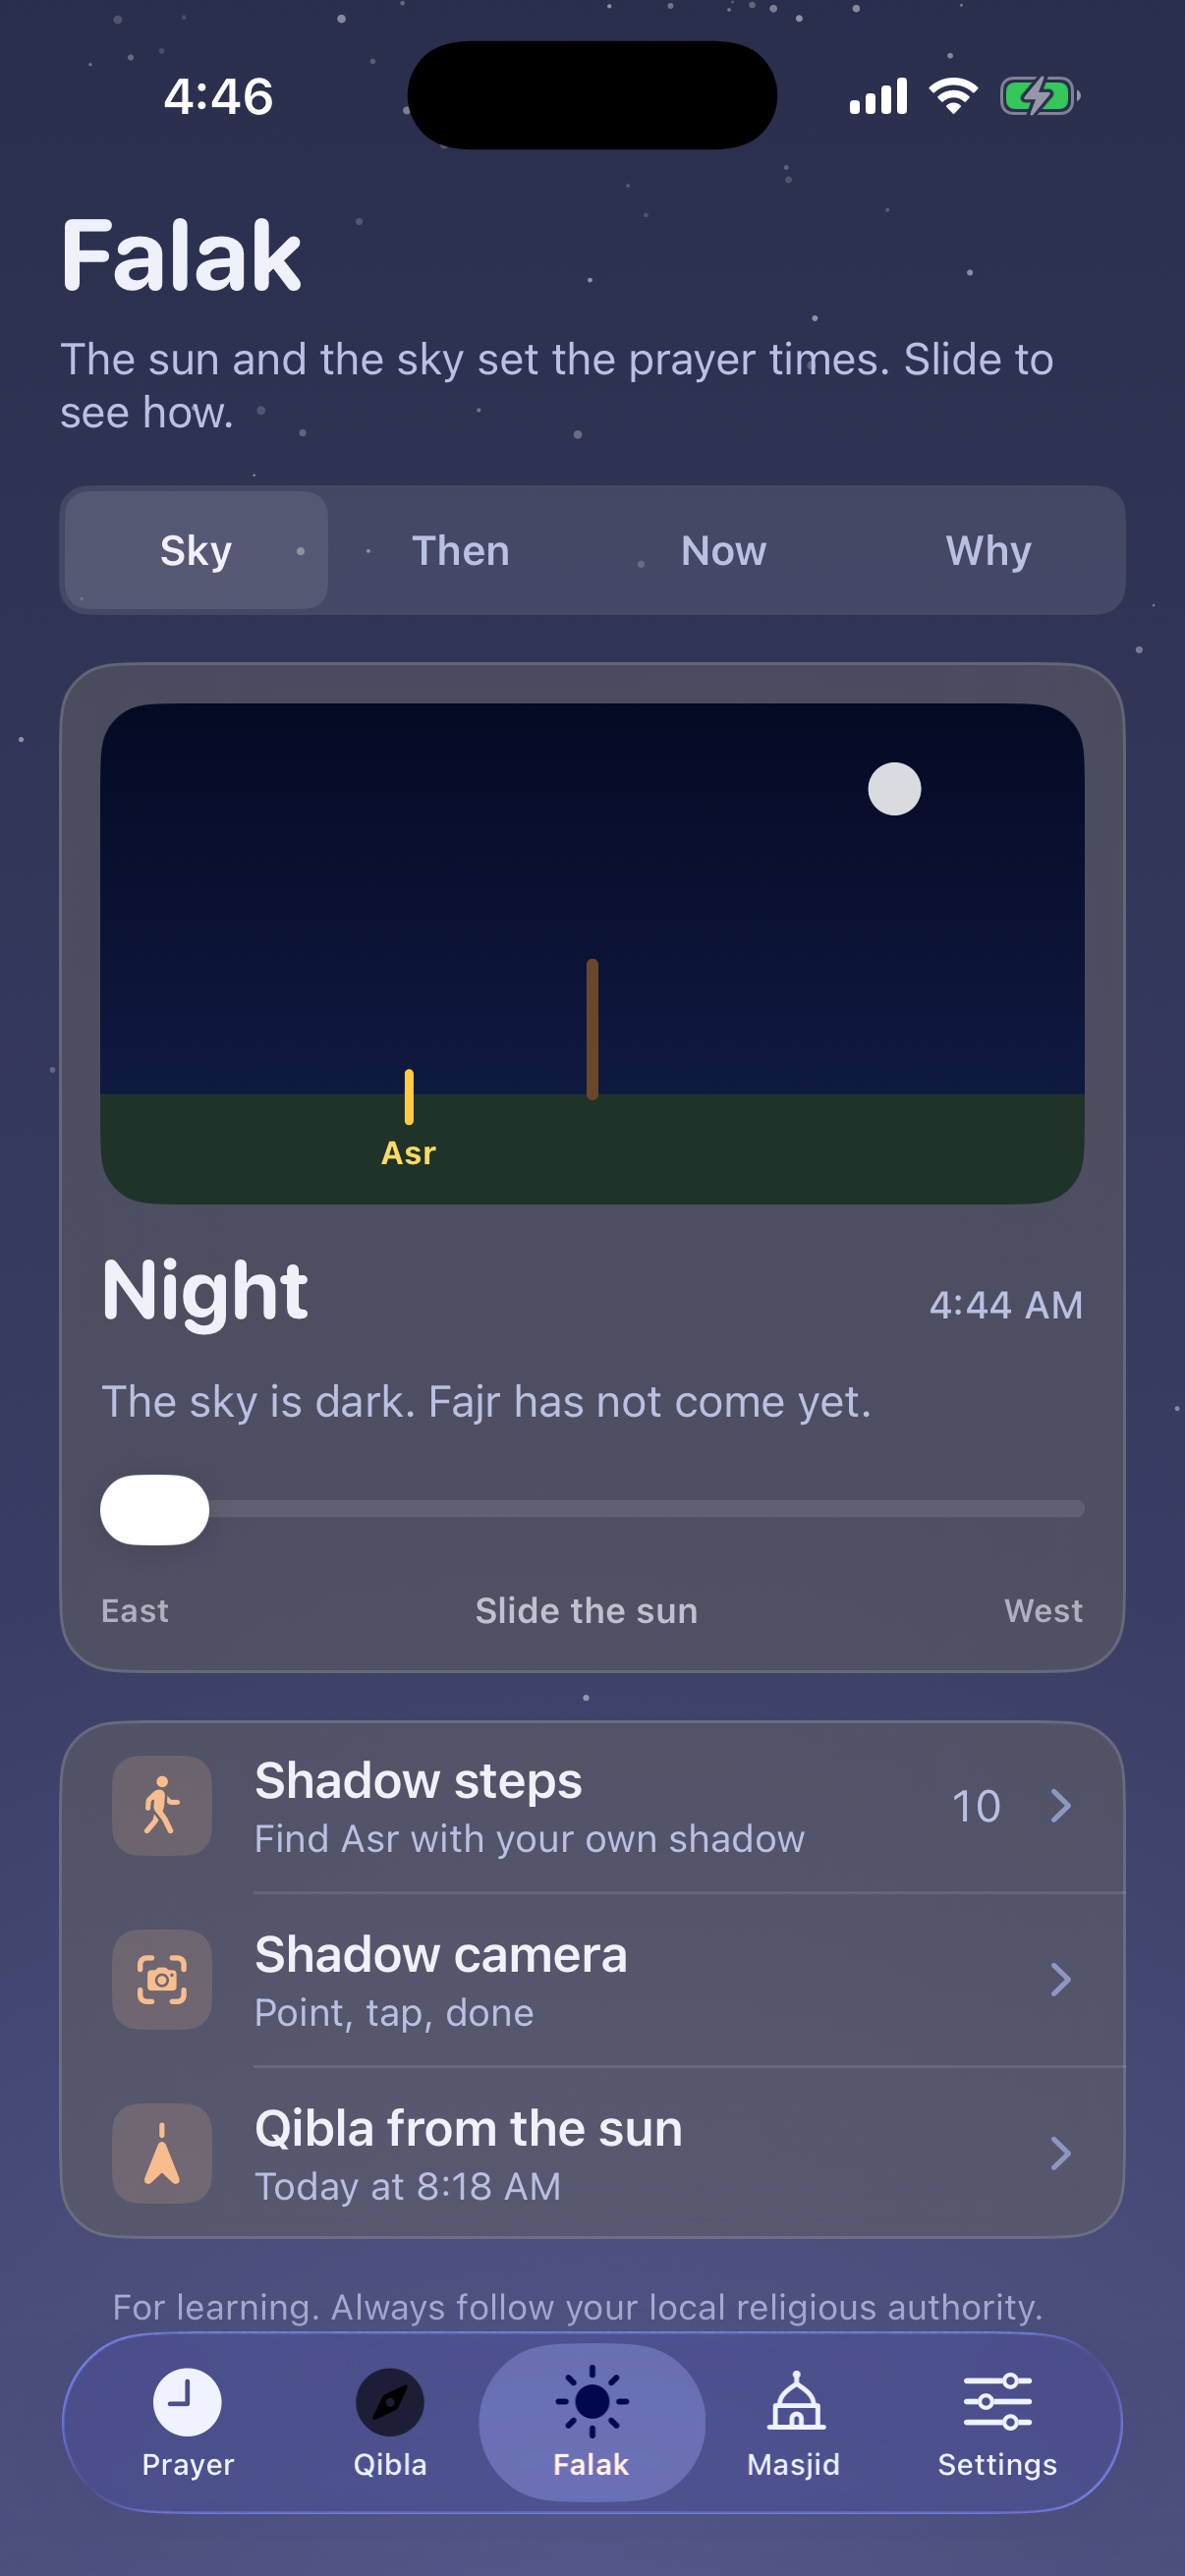 4:46
Falak
The sun and the sky set the prayer times. Slide to
see how.
Sky
Then
Now
Why
Asr
Night
4:44 AM
The sky is dark. Fajr has not come yet.
East
Slide the sun
West
Shadow steps
Find Asr with your own shadow
10
Shadow camera
Point, tap, done
Qibla from the sun
Today at 8:18 AM
For learning. Always follow your local religious authority.
Prayer
Qibla
Falak
Masjid
Settings